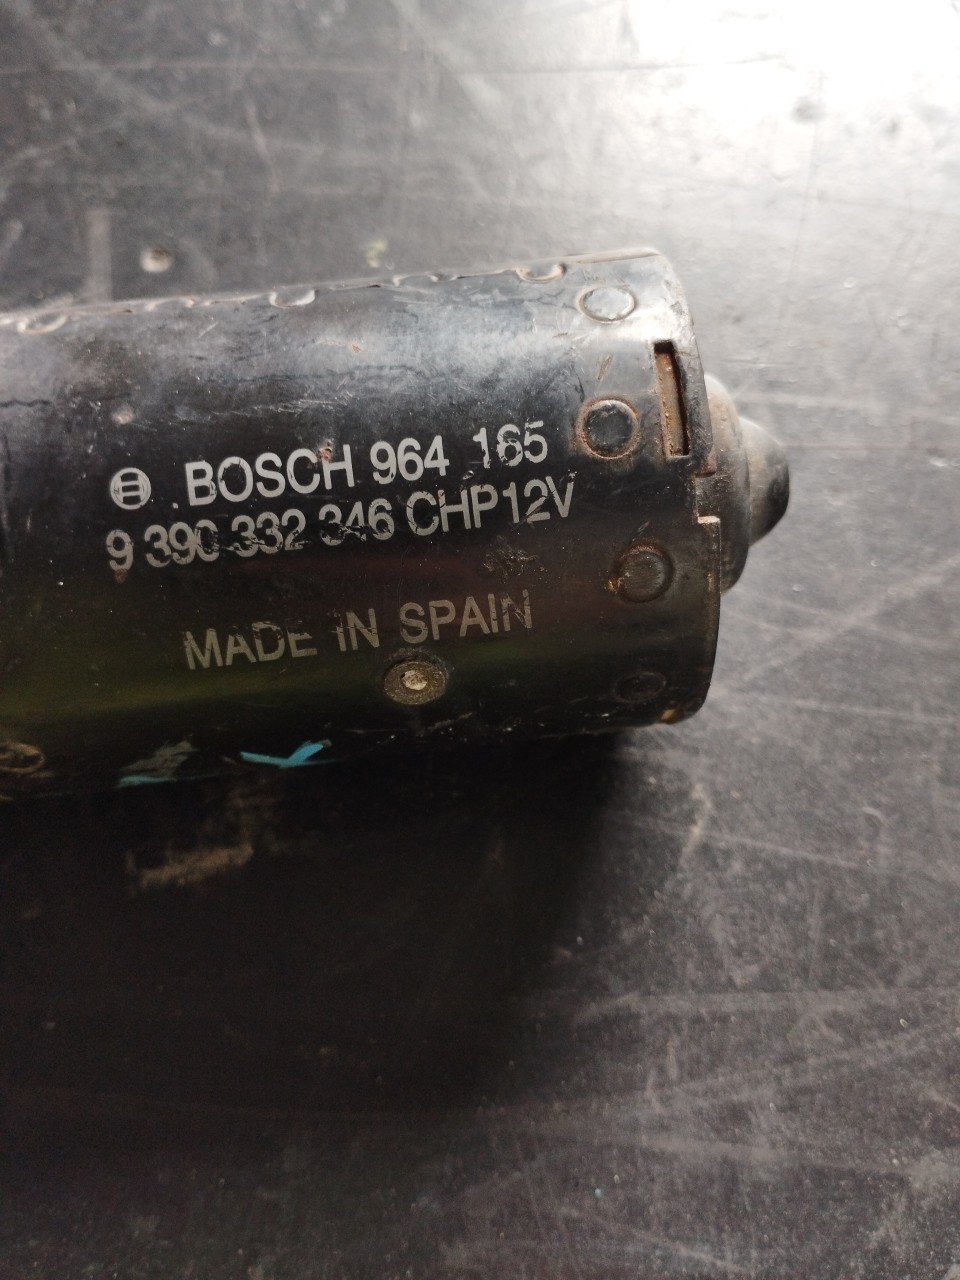 BOSCH 964 165
9 390 332 346 CHP12V
MADE IN SPAIN